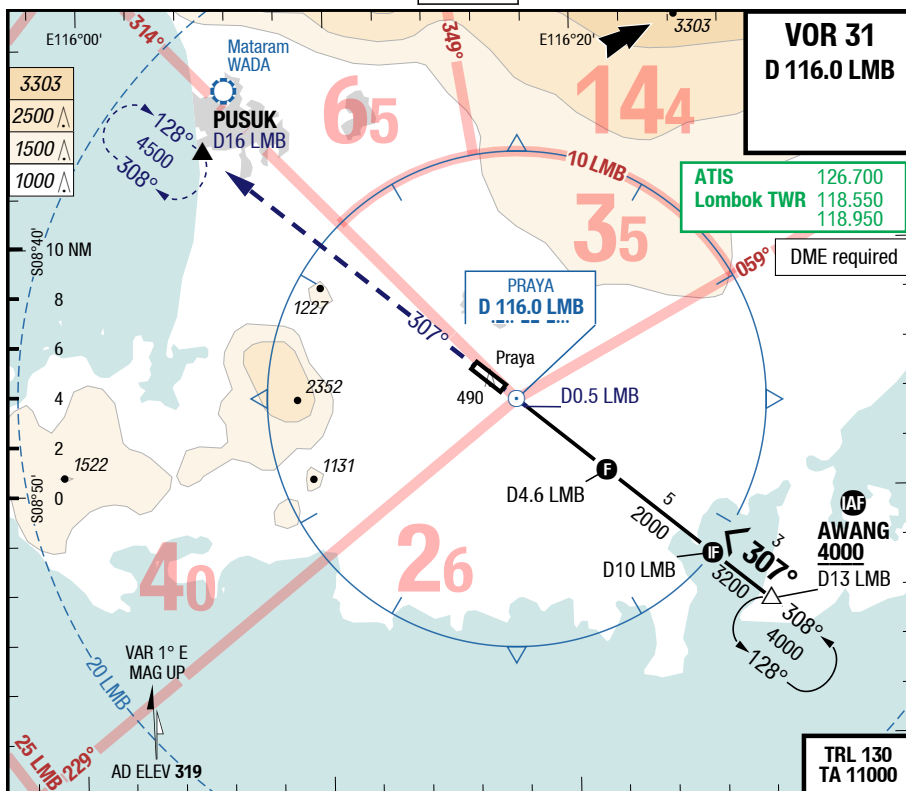 E116°00'
314°
Mataram
WADA
349°
E116°20'
3303
VOR 31
D 116.0 LMB
3303
2500
1500
1000
PUSUK
D16 LMB
128°
4500
308°
65
144
10 LMB
ATIS 126.700
Lombok TWR 118.550
118.950
35
S08°40'
10 NM
059°
DME required
PRAYA
D 116.0 LMB
1227
307°
6
Praya
490
D0.5 LMB
4
2352
2
1522
1131
D4.6 LMB
5
2000
IAF
F
S08°50'
0
AWANG
4000
IF
3
307°
D10 LMB
D13 LMB
3200
40
26
308°
4000
128°
VAR 1° E
MAG UP
20 LMB
25 LMB
229°
AD ELEV 319
TRL 130
TA 11000